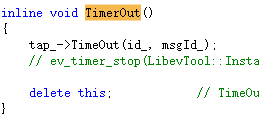 inline void TimerOut()
{
tap_->TimeOut(id_, msgId_);
// ev_timer_stop(LibevTool::Insta
delete this; // TimeOu
}